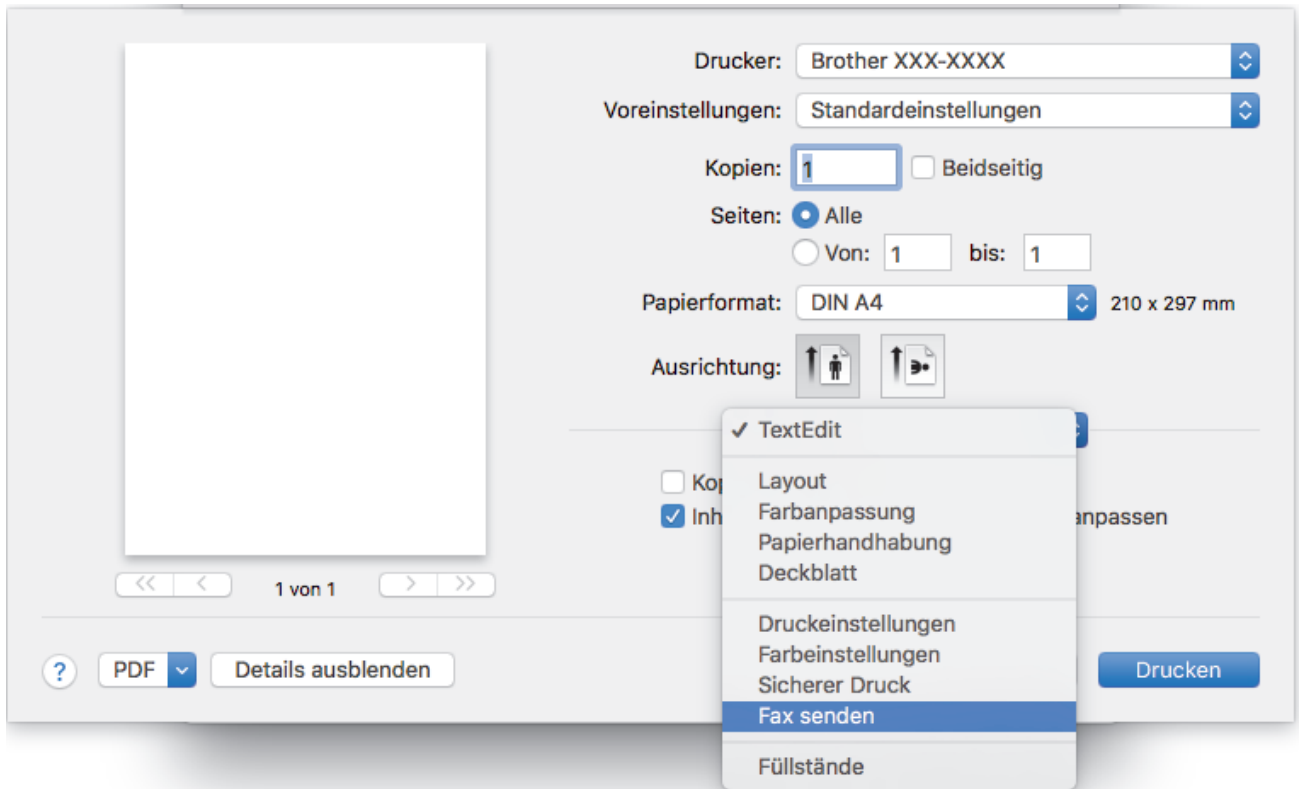 Drucker: Brother XXX-XXXX
Voreinstellungen: Standardeinstellungen
Kopien: 1 Beidseitig
Seiten: Alle
Von: 1 bis: 1
Papierformat: DIN A4 210 x 297 mm
Ausrichtung:
✓ TextEdit
Layout
Kop
Farbanpassung
Inh anpassen
Papierhandhabung
Deckblatt
<< < 1 von 1 > >>
Druckeinstellungen
Farbeinstellungen
? PDF Details ausblenden Drucken
Sicherer Druck
Fax senden
Füllstände